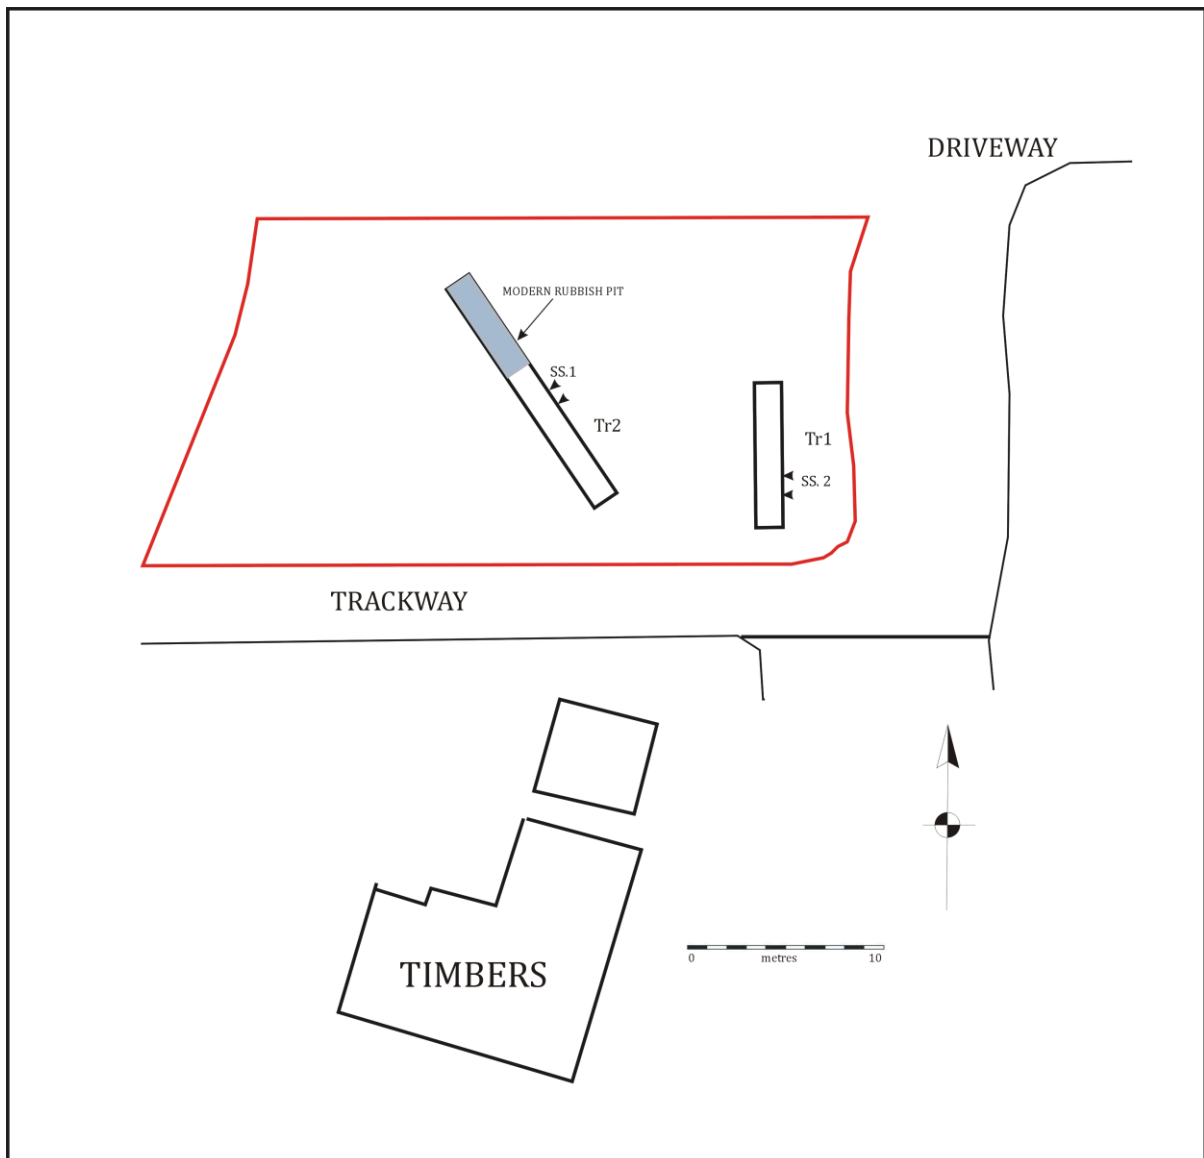 DRIVEWAY
MODERN RUBBISH PIT
SS.1
Tr2
Tr1
SS. 2
TRACKWAY
TIMBERS
0 metres 10